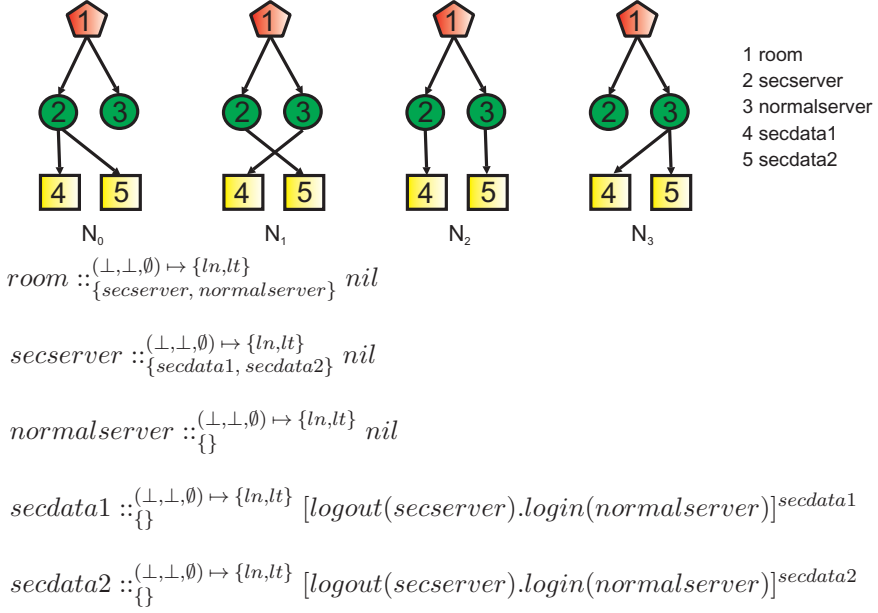 1 1 1 1
1 room
2 secserver
3 normalserver
4 secdata1
5 secdata2
2 3 2 3 2 3 2 3
4 5 4 5 4 5 4 5
N₀ N₁ N₂ N₃
room ::^{(⊥,⊥,∅) ↦ {ln,lt}}_{{secserver, normalserver}} nil
secserver ::^{(⊥,⊥,∅) ↦ {ln,lt}}_{{secdata1, secdata2}} nil
normalserver ::^{(⊥,⊥,∅) ↦ {ln,lt}}_{{}} nil
secdata1 ::^{(⊥,⊥,∅) ↦ {ln,lt}}_{{}} [logout(secserver).login(normalserver)]^{secdata1}
secdata2 ::^{(⊥,⊥,∅) ↦ {ln,lt}}_{{}} [logout(secserver).login(normalserver)]^{secdata2}